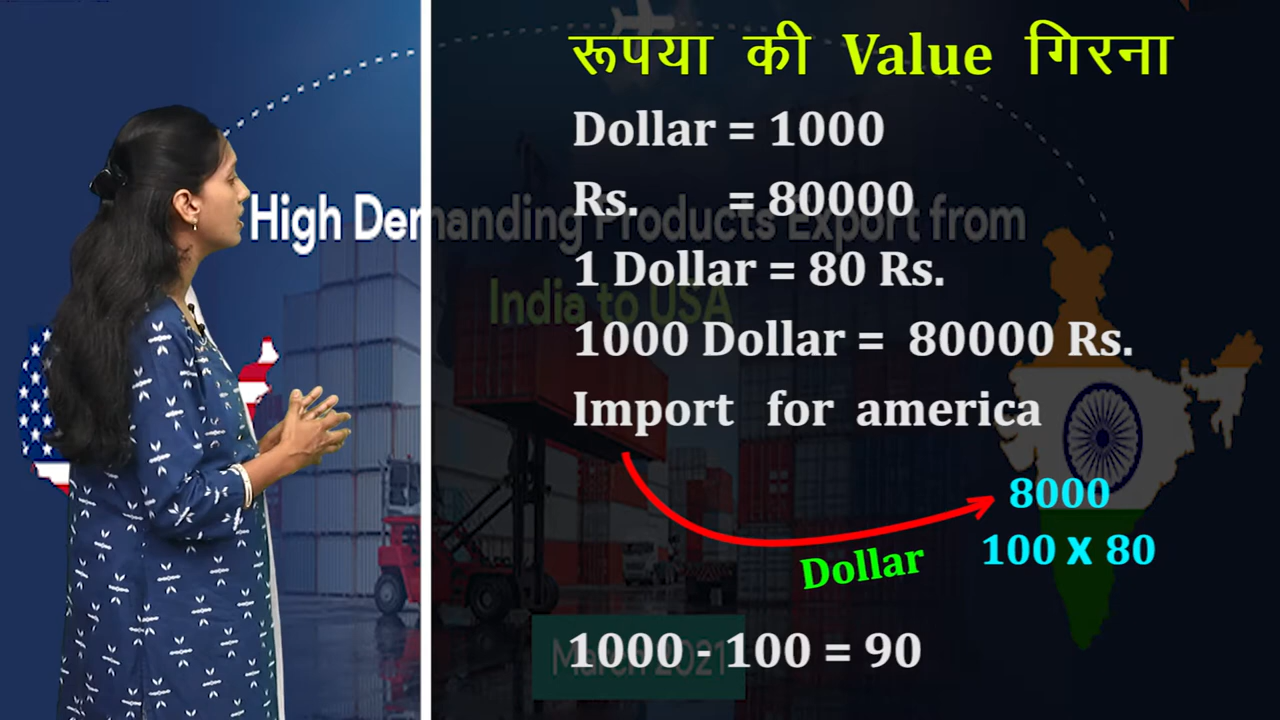 रूपया की Value गिरना
Dollar = 1000
Rs. = 80000
High Demanding Products Export from
1 Dollar = 80 Rs.
India to USA
1000 Dollar = 80000 Rs.
Import for america
8000
100 x 80
Dollar
1000 - 100 = 90
March 2021